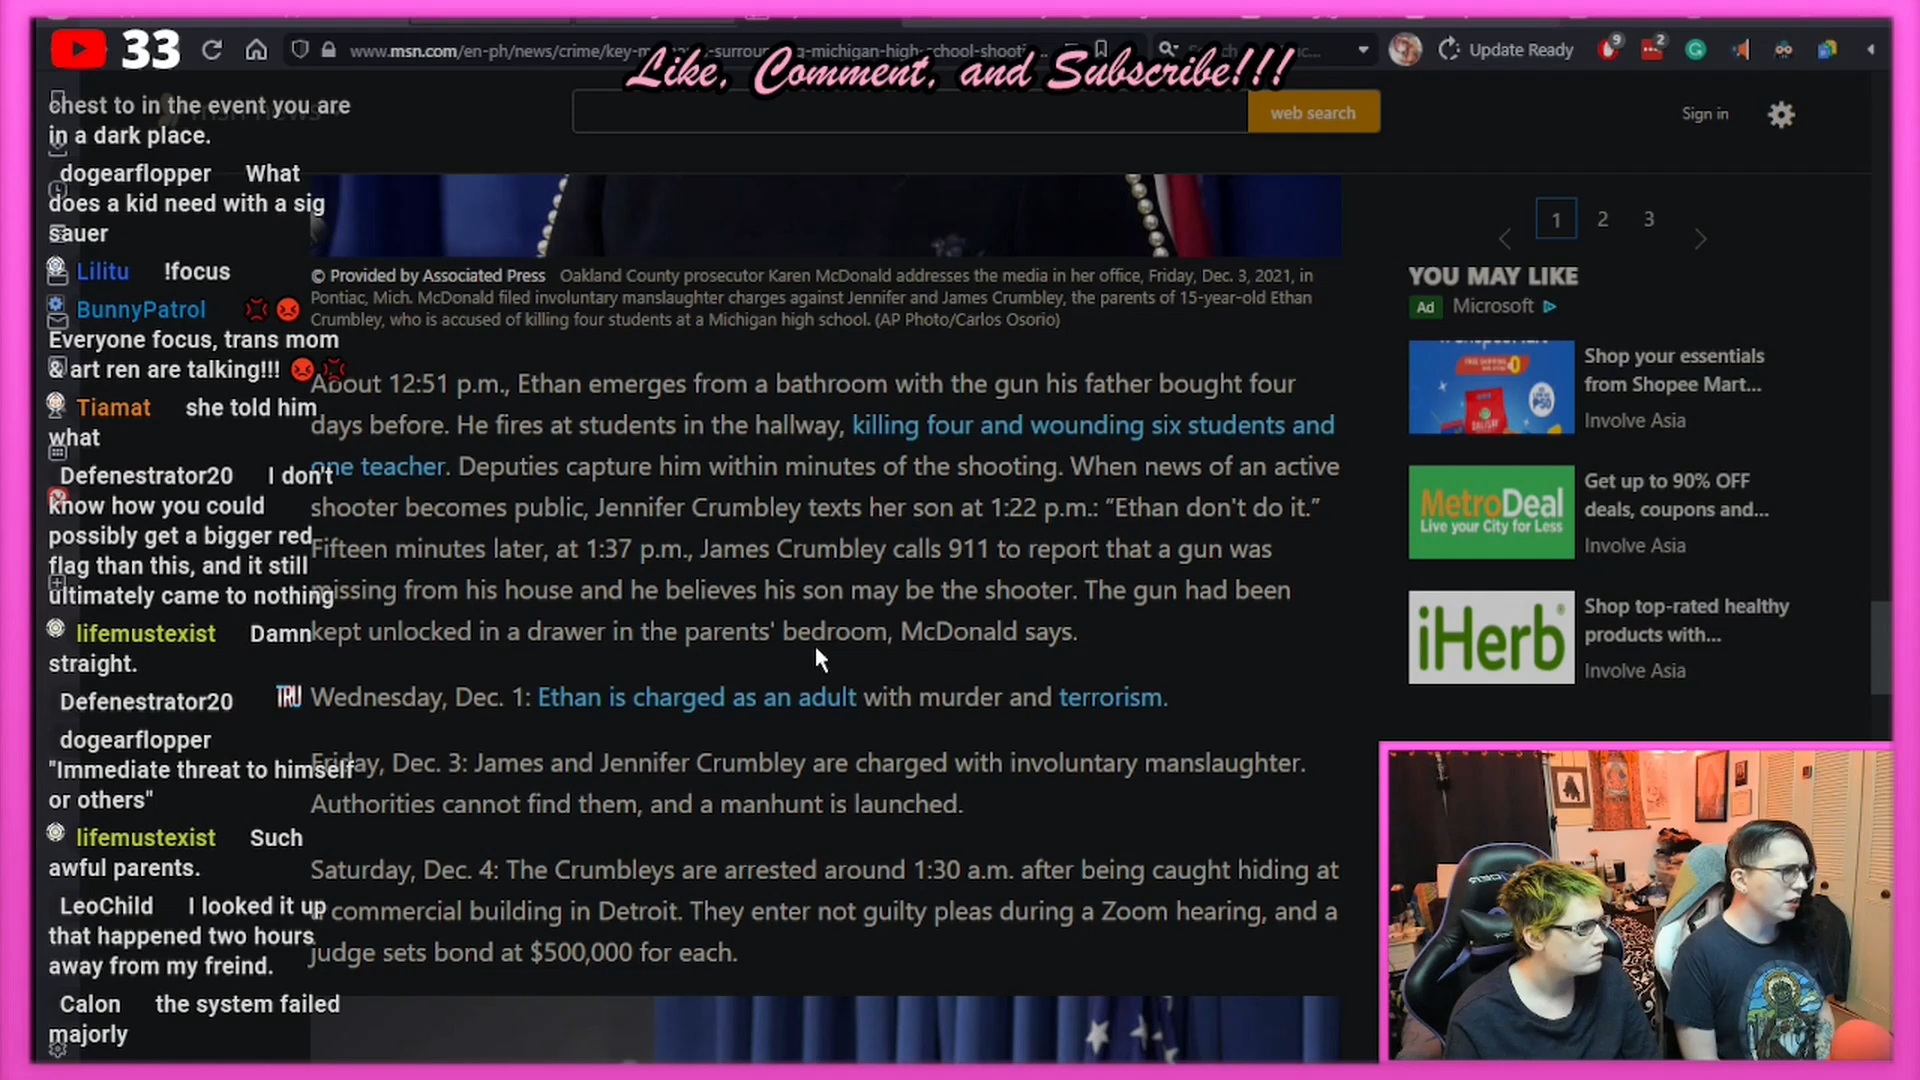 33
www.msn.com/en-ph/news/crime/key-m
surrou
-michigan-high-school-shooti...
Update Ready
9
2
Like, Comment, and Subscribe!!!
msn news
web search
Sign in
chest to in the event you are
in a dark place.
dogearflopper What
does a kid need with a sig
sauer
Lilitu !focus
BunnyPatrol
Everyone focus, trans mom
& art ren are talking!!!
Tiamat she told him
what
Defenestrator20 I don't
know how you could
possibly get a bigger red
flag than this, and it still
ultimately came to nothing
lifemustexist Damn
straight.
Defenestrator20
dogearflopper
"Immediate threat to himself
or others"
lifemustexist Such
awful parents.
LeoChild I looked it up
that happened two hours
away from my freind.
Calon the system failed
majorly
© Provided by Associated Press Oakland County prosecutor Karen McDonald addresses the media in her office, Friday, Dec. 3, 2021, in
Pontiac, Mich. McDonald filed involuntary manslaughter charges against Jennifer and James Crumbley, the parents of 15-year-old Ethan
Crumbley, who is accused of killing four students at a Michigan high school. (AP Photo/Carlos Osorio)
About 12:51 p.m., Ethan emerges from a bathroom with the gun his father bought four
days before. He fires at students in the hallway, killing four and wounding six students and
one teacher. Deputies capture him within minutes of the shooting. When news of an active
shooter becomes public, Jennifer Crumbley texts her son at 1:22 p.m.: “Ethan don't do it.”
Fifteen minutes later, at 1:37 p.m., James Crumbley calls 911 to report that a gun was
missing from his house and he believes his son may be the shooter. The gun had been
kept unlocked in a drawer in the parents' bedroom, McDonald says.
TRU
Wednesday, Dec. 1: Ethan is charged as an adult with murder and terrorism.
Friday, Dec. 3: James and Jennifer Crumbley are charged with involuntary manslaughter.
Authorities cannot find them, and a manhunt is launched.
Saturday, Dec. 4: The Crumbleys are arrested around 1:30 a.m. after being caught hiding at
commercial building in Detroit. They enter not guilty pleas during a Zoom hearing, and a
judge sets bond at $500,000 for each.
1 2 3
YOU MAY LIKE
Ad Microsoft
Shop your essentials
from Shopee Mart...
Involve Asia
MetroDeal
Live your City for Less
Get up to 90% OFF
deals, coupons and...
Involve Asia
iHerb
Shop top-rated healthy
products with...
Involve Asia